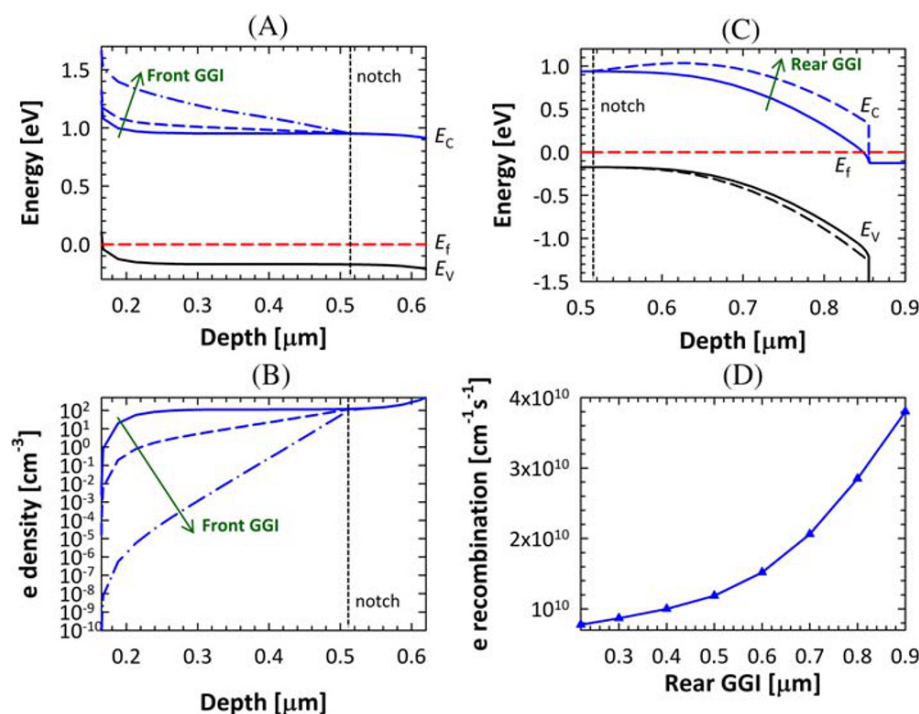 (A)
Energy [eV]
1.5
1.0
0.5
0.0
Front GGI
notch
E_C
E_f
E_V
0.2 0.3 0.4 0.5 0.6
Depth [μm]
(C)
Energy [eV]
1.0
0.5
0.0
-0.5
-1.0
-1.5
notch
Rear GGI
E_C
E_f
E_V
0.5 0.6 0.7 0.8 0.9
Depth [μm]
(B)
e density [cm⁻³]
10²
10¹
10⁰
10⁻¹
10⁻²
10⁻³
10⁻⁴
10⁻⁵
10⁻⁶
10⁻⁷
10⁻⁸
10⁻⁹
10⁻¹⁰
Front GGI
notch
0.2 0.3 0.4 0.5 0.6
Depth [μm]
(D)
e recombination [cm⁻¹s⁻¹]
4x10¹⁰
3x10¹⁰
2x10¹⁰
10¹⁰
0.3 0.4 0.5 0.6 0.7 0.8 0.9
Rear GGI [μm]